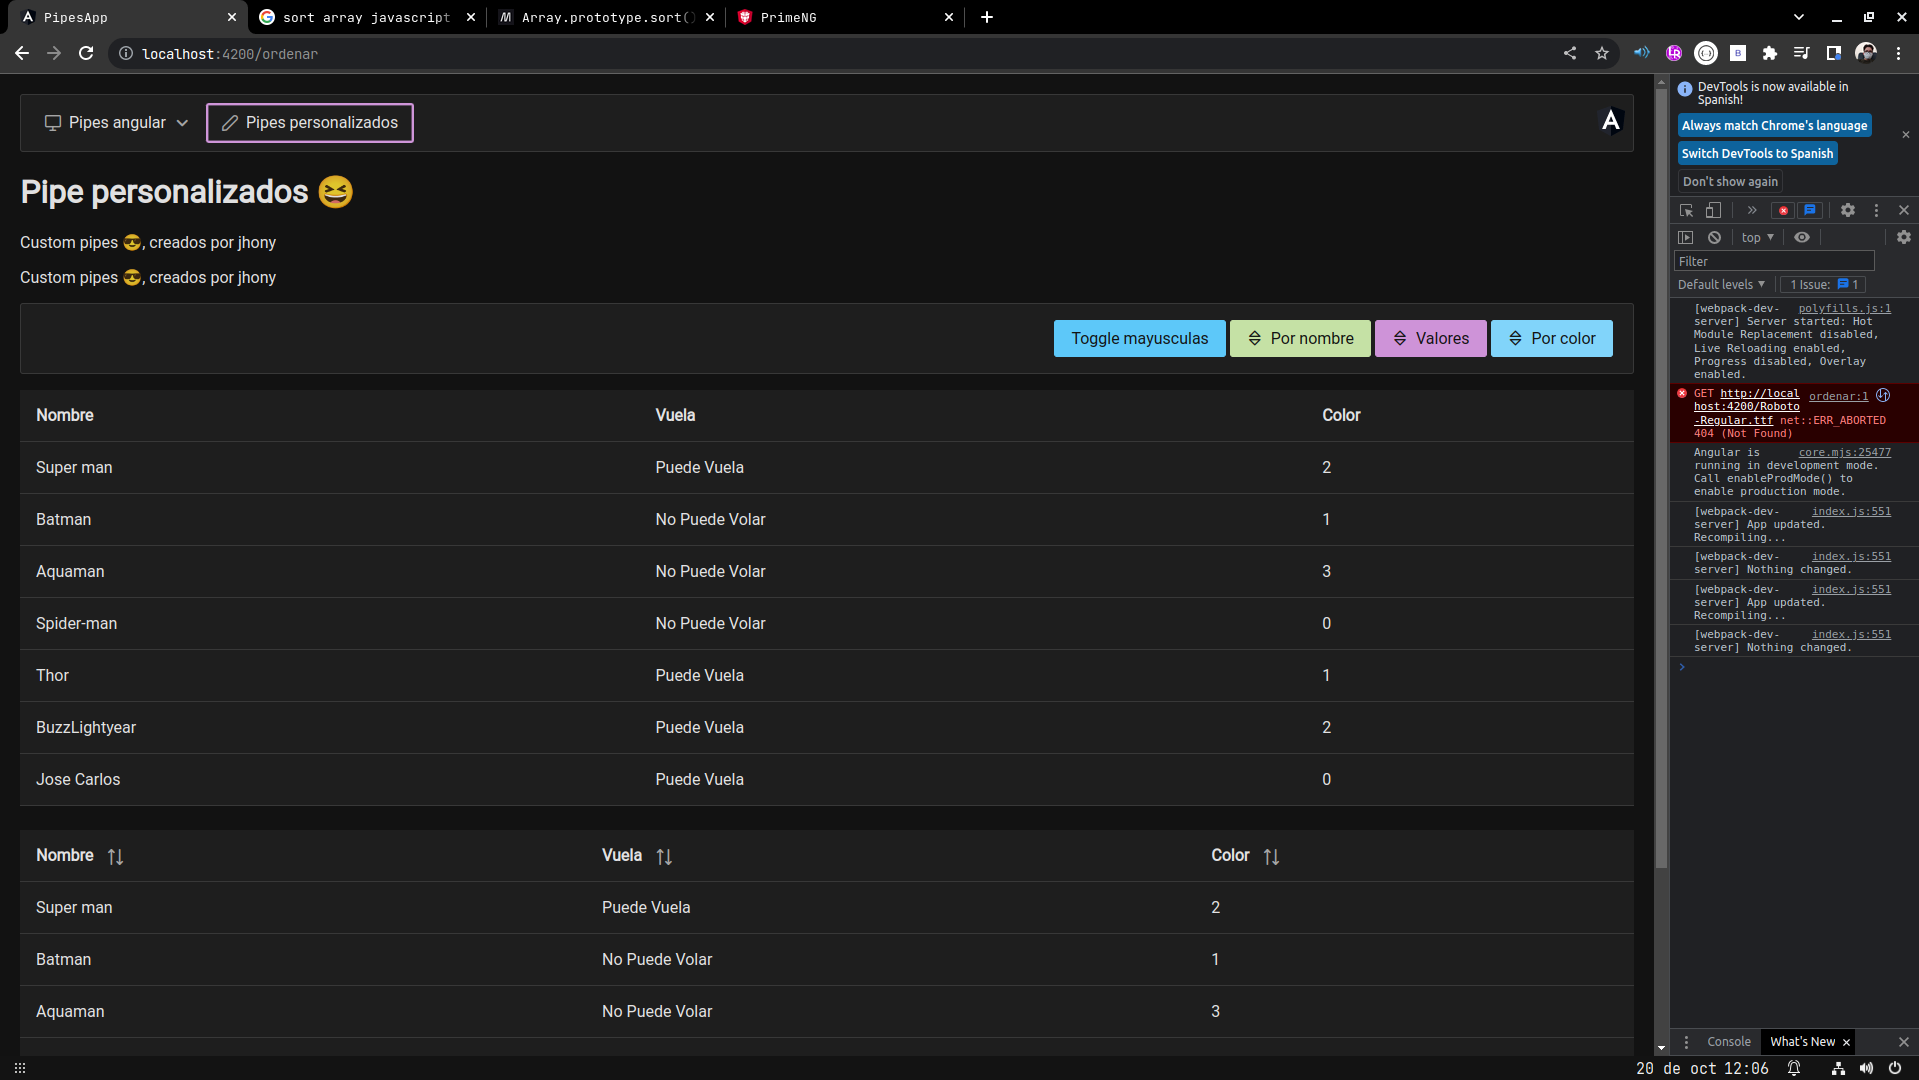 PipesApp
sort array javascript
Array.prototype.sort()
PrimeNG
localhost:4200/ordenar
Pipes angular
Pipes personalizados
Pipe personalizados 😆
Custom pipes 😎, creados por jhony
Custom pipes 😎, creados por jhony
Toggle mayusculas
Por nombre
Valores
Por color
Nombre Vuela Color
Super man Puede Vuela 2
Batman No Puede Volar 1
Aquaman No Puede Volar 3
Spider-man No Puede Volar 0
Thor Puede Vuela 1
BuzzLightyear Puede Vuela 2
Jose Carlos Puede Vuela 0
Nombre Vuela Color
Super man Puede Vuela 2
Batman No Puede Volar 1
Aquaman No Puede Volar 3
DevTools is now available in
Spanish!
Always match Chrome's language
Switch DevTools to Spanish
Don't show again
top
Filter
Default levels
1 Issue: 1
[webpack-dev- polyfills.js:1
server] Server started: Hot
Module Replacement disabled,
Live Reloading enabled,
Progress disabled, Overlay
enabled.
GET http://local ordenar:1
host:4200/Roboto
-Regular.ttf net::ERR_ABORTED
404 (Not Found)
Angular is core.mjs:25477
running in development mode.
Call enableProdMode() to
enable production mode.
[webpack-dev- index.js:551
server] App updated.
Recompiling...
[webpack-dev- index.js:551
server] Nothing changed.
[webpack-dev- index.js:551
server] App updated.
Recompiling...
[webpack-dev- index.js:551
server] Nothing changed.
Console
What's New
20 de oct 12:06